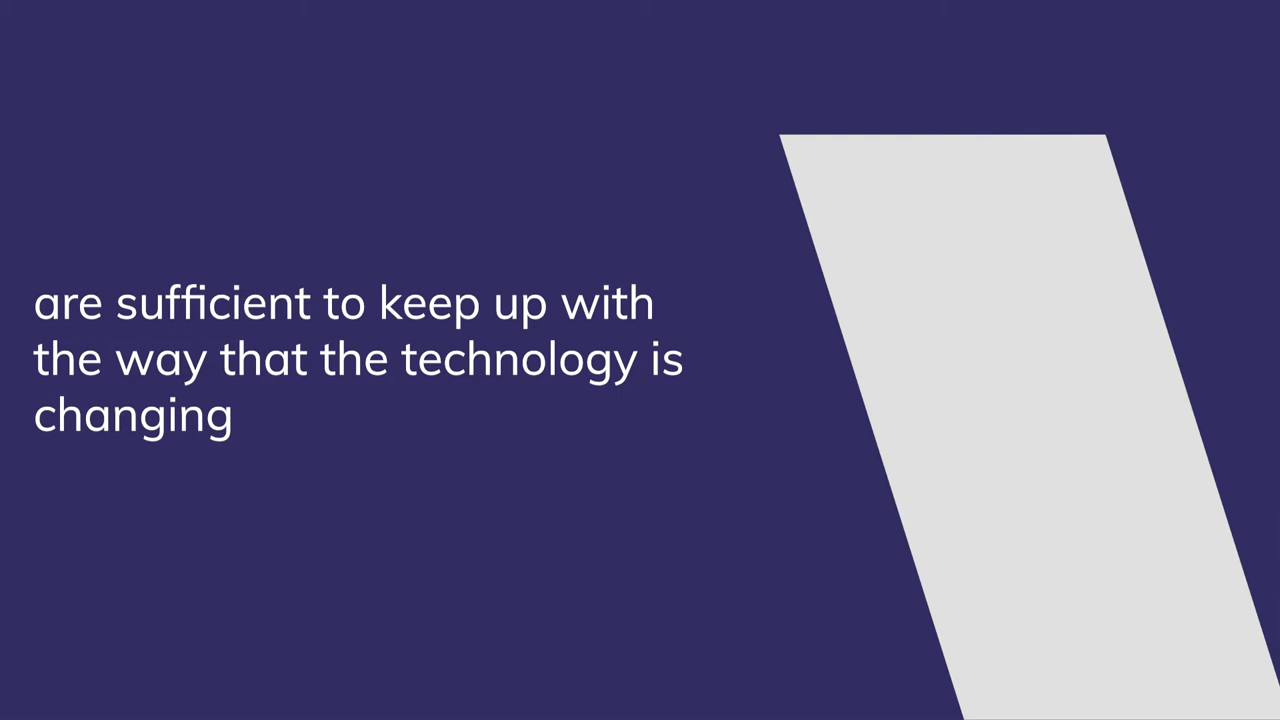 are sufficient to keep up with
the way that the technology is
changing